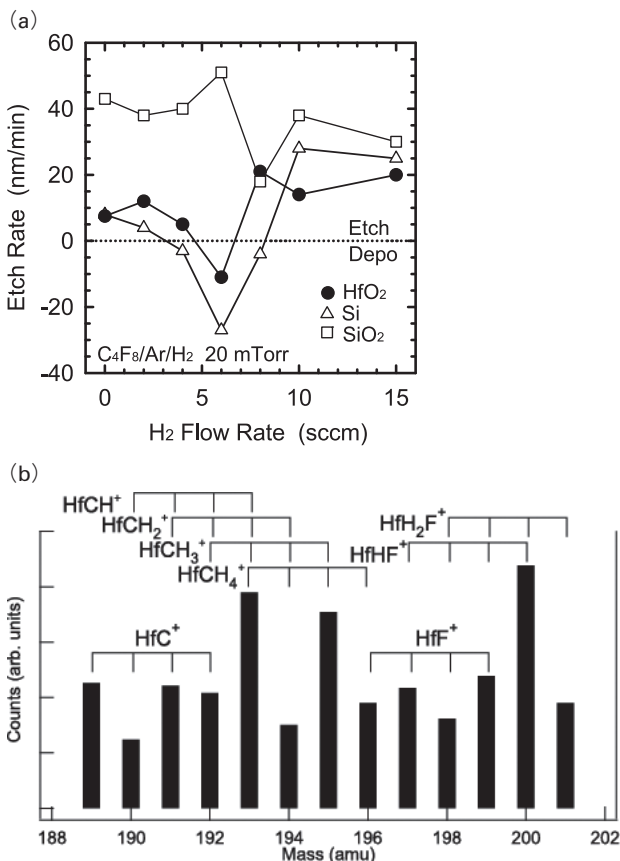 (a)
60
40
20
0
-20
-40
Etch Rate (nm/min)
Etch
Depo
HfO₂
Si
SiO₂
C₄F₈/Ar/H₂ 20 mTorr
0 5 10 15
H₂ Flow Rate (sccm)
(b)
HfCH⁺
HfCH₂⁺ HfH₂F⁺
HfCH₃⁺ HfHF⁺
HfCH₄⁺
HfC⁺ HfF⁺
Counts (arb. units)
188 190 192 194 196 198 200 202
Mass (amu)